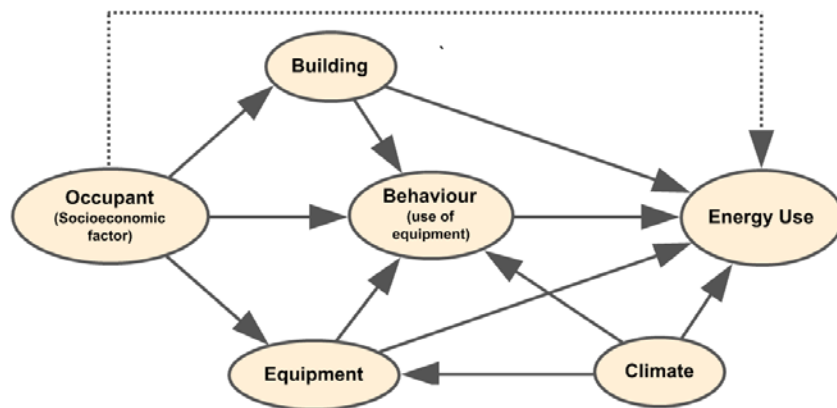 Building
Occupant
(Socioeconomic
factor)
Behaviour
(use of
equipment)
Energy Use
Equipment
Climate